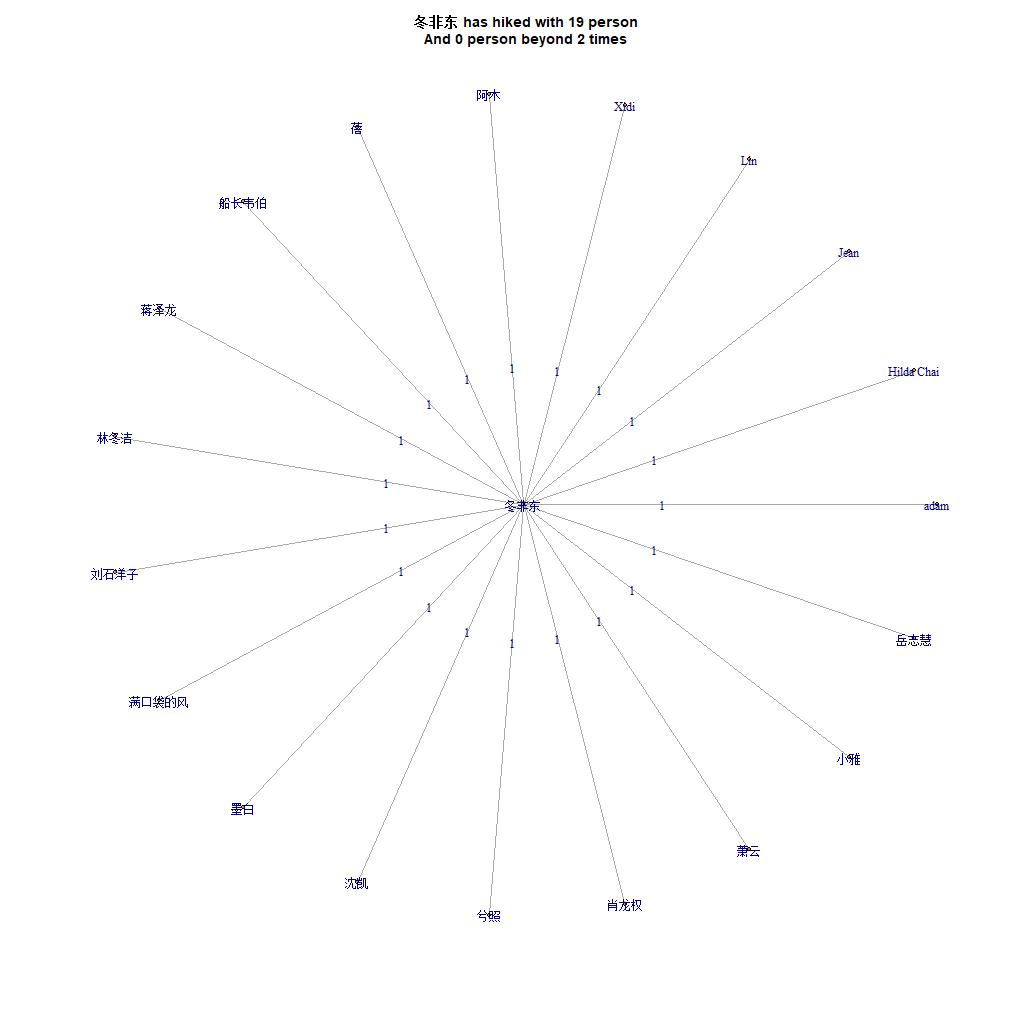 冬非东 has hiked with 19 person
And 0 person beyond 2 times
阿木
Xidi
蓓
Lin
船长韦伯
Jean
蒋泽龙
Hilda Chai
1
1
1
1
1
1
1
林冬洁
1
1
1
冬非东
adam
1
1
1
刘石洋子
1
1
1
1
1
1
岳志慧
满口袋的风
小雅
墨白
萧云
沈凯
肖龙权
兮照